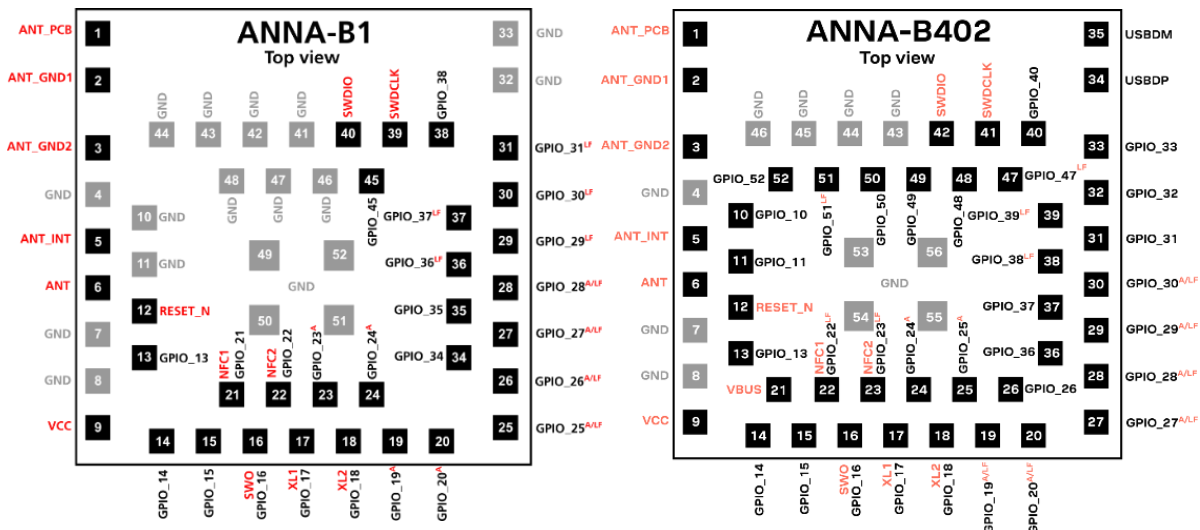 ANNA-B1
Top view
ANT_PCB
1
33
GND
ANT_GND1
2
32
GND
GND
GND
GND
GND
SWDIO
SWDCLK
GPIO_38
44
43
42
41
40
39
38
ANT_GND2
3
31
GPIO_31LF
48
47
46
45
GND
GND
GND
GPIO_45
GND
4
30
GPIO_30LF
10
GND
GPIO_37LF
37
ANT_INT
5
29
GPIO_29LF
11
GND
49
52
GPIO_36LF
36
ANT
6
GND
28
GPIO_28A/LF
12
RESET_N
50
51
GPIO_35
35
GND
7
27
GPIO_27A/LF
13
GPIO_13
NFC1
GPIO_21
NFC2
GPIO_22
GPIO_23A
GPIO_24A
GPIO_34
34
GND
8
21
22
23
24
26
GPIO_26A/LF
VCC
9
25
GPIO_25A/LF
14
15
16
17
18
19
20
GPIO_14
GPIO_15
SWO
GPIO_16
XL1
GPIO_17
XL2
GPIO_18
GPIO_19A
GPIO_20A
ANNA-B402
Top view
ANT_PCB
1
35
USBDM
ANT_GND1
2
34
USBDP
GND
GND
GND
GND
SWDIO
SWDCLK
GPIO_40
46
45
44
43
42
41
40
ANT_GND2
3
33
GPIO_33
GPIO_52
52
51
50
49
48
47
GPIO_47LF
GPIO_51LF
GPIO_50
GPIO_49
GPIO_48
GND
4
32
GPIO_32
10
GPIO_10
GPIO_39LF
39
ANT_INT
5
31
GPIO_31
11
GPIO_11
53
56
GPIO_38LF
38
ANT
6
GND
30
GPIO_30A/LF
12
RESET_N
54
55
GPIO_37
37
GND
7
29
GPIO_29A/LF
13
GPIO_13
NFC1
GPIO_22LF
NFC2
GPIO_23LF
GPIO_24A
GPIO_25A
GPIO_36
36
GND
8
28
GPIO_28A/LF
VBUS
21
22
23
24
25
26
GPIO_26
VCC
9
27
GPIO_27A/LF
14
15
16
17
18
19
20
GPIO_14
GPIO_15
SWO
GPIO_16
XL1
GPIO_17
XL2
GPIO_18
GPIO_19A/LF
GPIO_20A/LF